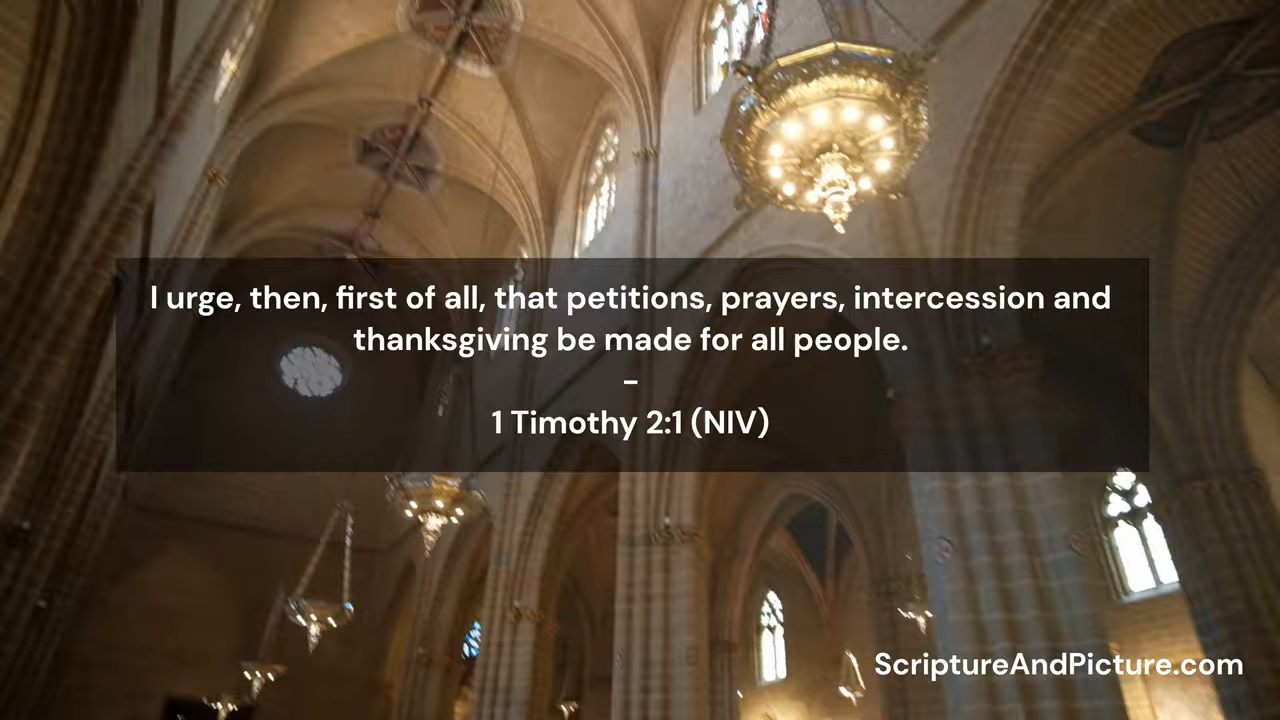 I urge, then, first of all, that petitions, prayers, intercession and
thanksgiving be made for all people.
-
1 Timothy 2:1 (NIV)
ScriptureAndPicture.com